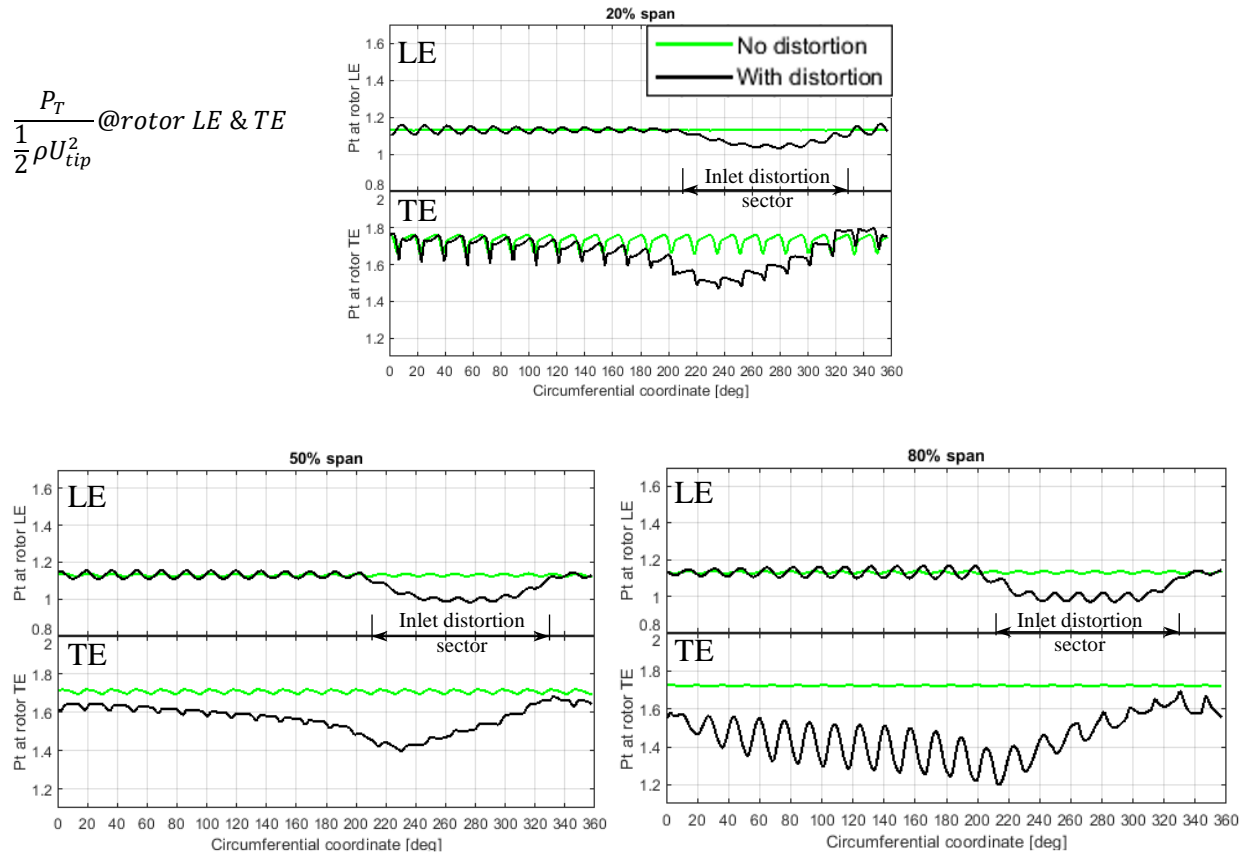 20% span
P_T
½ρU²_tip @rotor LE & TE
Pt at rotor LE
1.6
1.4
1.2
1
0.8
LE
No distortion
With distortion
Inlet distortion
sector
Pt at rotor TE
2
1.8
1.6
1.4
1.2
TE
0 20 40 60 80 100 120 140 160 180 200 220 240 260 280 300 320 340 360
Circumferential coordinate [deg]
50% span
Pt at rotor LE
1.6
1.4
1.2
1
0.8
LE
Inlet distortion
sector
Pt at rotor TE
2
1.8
1.6
1.4
1.2
TE
0 20 40 60 80 100 120 140 160 180 200 220 240 260 280 300 320 340 360
Circumferential coordinate [deg]
80% span
Pt at rotor LE
1.6
1.4
1.2
1
0.8
LE
Inlet distortion
sector
Pt at rotor TE
2
1.8
1.6
1.4
1.2
TE
0 20 40 60 80 100 120 140 160 180 200 220 240 260 280 300 320 340 360
Circumferential coordinate [deg]